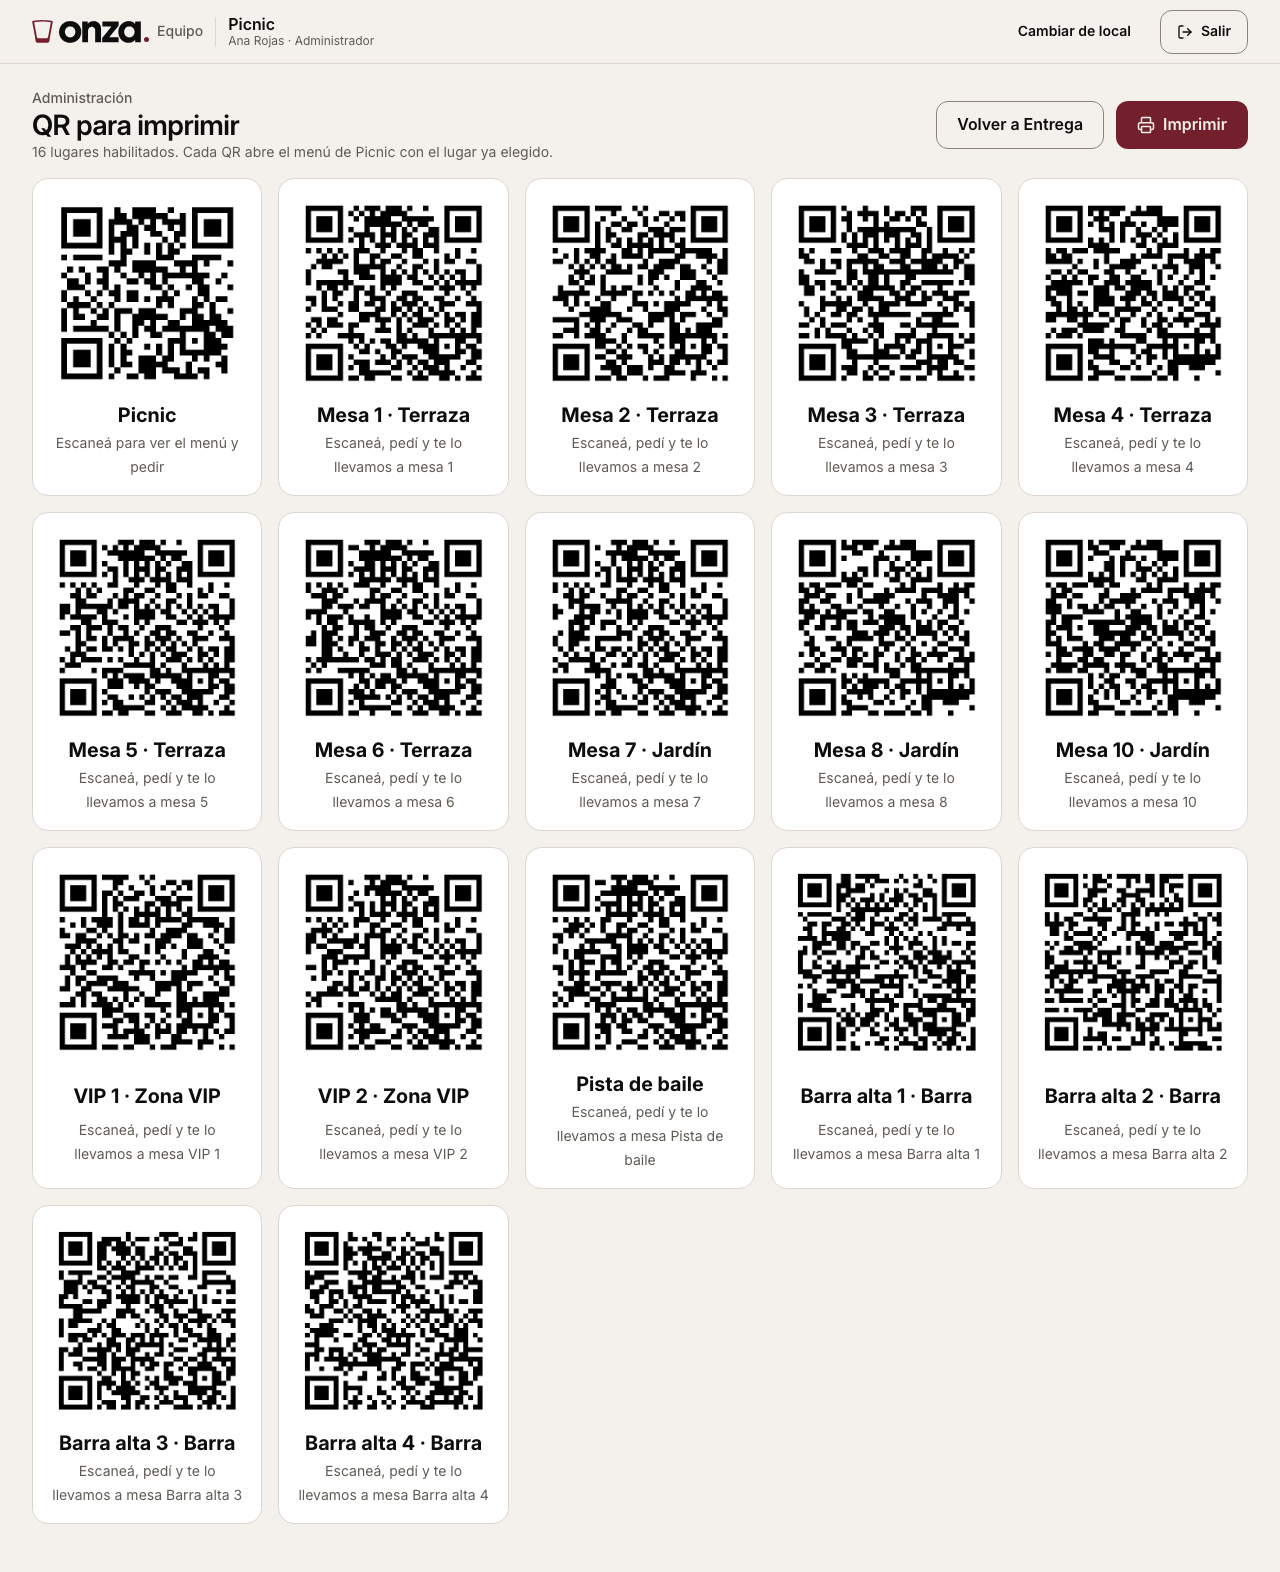 onza. Equipo
Picnic
Ana Rojas · Administrador
Cambiar de local
Salir
Administración
QR para imprimir
16 lugares habilitados. Cada QR abre el menú de Picnic con el lugar ya elegido.
Volver a Entrega
Imprimir
Picnic
Escaneá para ver el menú y
pedir
Mesa 1 · Terraza
Escaneá, pedí y te lo
llevamos a mesa 1
Mesa 2 · Terraza
Escaneá, pedí y te lo
llevamos a mesa 2
Mesa 3 · Terraza
Escaneá, pedí y te lo
llevamos a mesa 3
Mesa 4 · Terraza
Escaneá, pedí y te lo
llevamos a mesa 4
Mesa 5 · Terraza
Escaneá, pedí y te lo
llevamos a mesa 5
Mesa 6 · Terraza
Escaneá, pedí y te lo
llevamos a mesa 6
Mesa 7 · Jardín
Escaneá, pedí y te lo
llevamos a mesa 7
Mesa 8 · Jardín
Escaneá, pedí y te lo
llevamos a mesa 8
Mesa 10 · Jardín
Escaneá, pedí y te lo
llevamos a mesa 10
VIP 1 · Zona VIP
Escaneá, pedí y te lo
llevamos a mesa VIP 1
VIP 2 · Zona VIP
Escaneá, pedí y te lo
llevamos a mesa VIP 2
Pista de baile
Escaneá, pedí y te lo
llevamos a mesa Pista de
baile
Barra alta 1 · Barra
Escaneá, pedí y te lo
llevamos a mesa Barra alta 1
Barra alta 2 · Barra
Escaneá, pedí y te lo
llevamos a mesa Barra alta 2
Barra alta 3 · Barra
Escaneá, pedí y te lo
llevamos a mesa Barra alta 3
Barra alta 4 · Barra
Escaneá, pedí y te lo
llevamos a mesa Barra alta 4